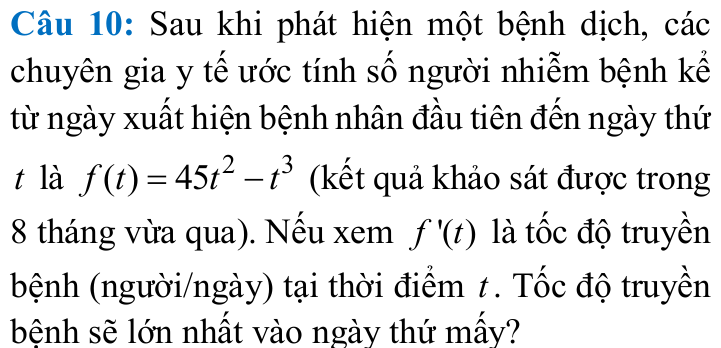 Câu 10: Sau khi phát hiện một bệnh dịch, các
chuyên gia y tế ước tính số người nhiễm bệnh kể
từ ngày xuất hiện bệnh nhân đầu tiên đến ngày thứ
t là f(t) = 45t² − t³ (kết quả khảo sát được trong
8 tháng vừa qua). Nếu xem f '(t) là tốc độ truyền
bệnh (người/ngày) tại thời điểm t. Tốc độ truyền
bệnh sẽ lớn nhất vào ngày thứ mấy?